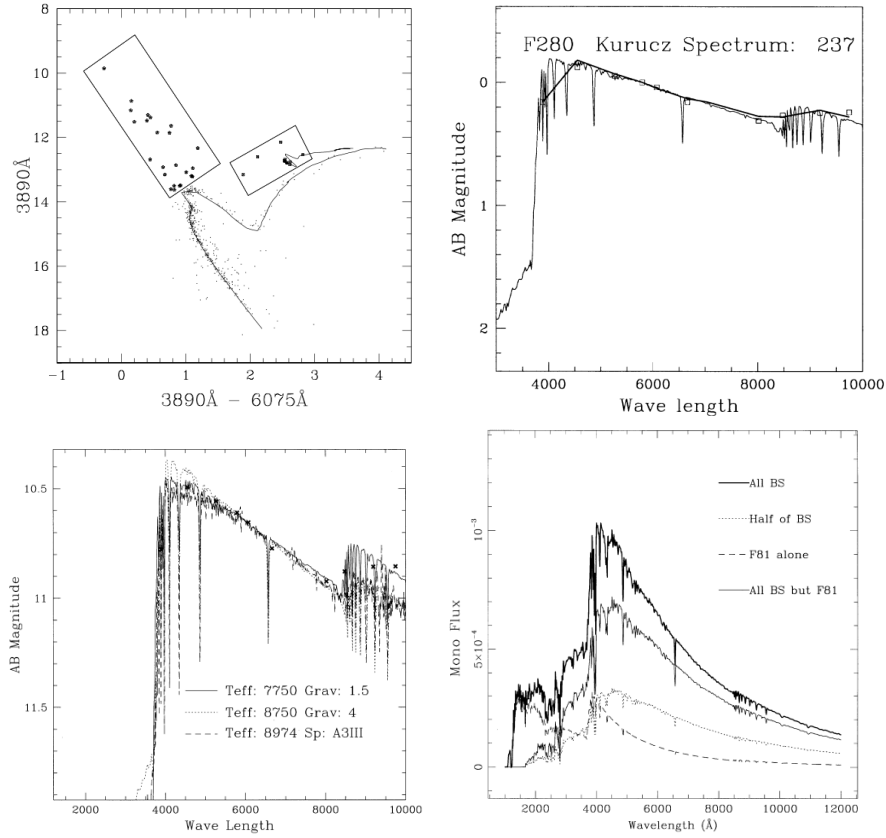 8
10
12
14
16
18
3890Å
−1
0
1
2
3
4
3890Å − 6075Å
F280 Kurucz Spectrum: 237
0
1
2
AB Magnitude
4000
6000
8000
10000
Wave length
10.5
11
11.5
AB Magnitude
Teff: 7750 Grav: 1.5
Teff: 8750 Grav: 4
Teff: 8974 Sp: A3III
2000
4000
6000
8000
10000
Wave Length
All BS
Half of BS
F81 alone
All BS but F81
10⁻³
5×10⁻⁴
0
Mono Flux
2000
4000
6000
8000
10000
12000
Wavelength (Å)